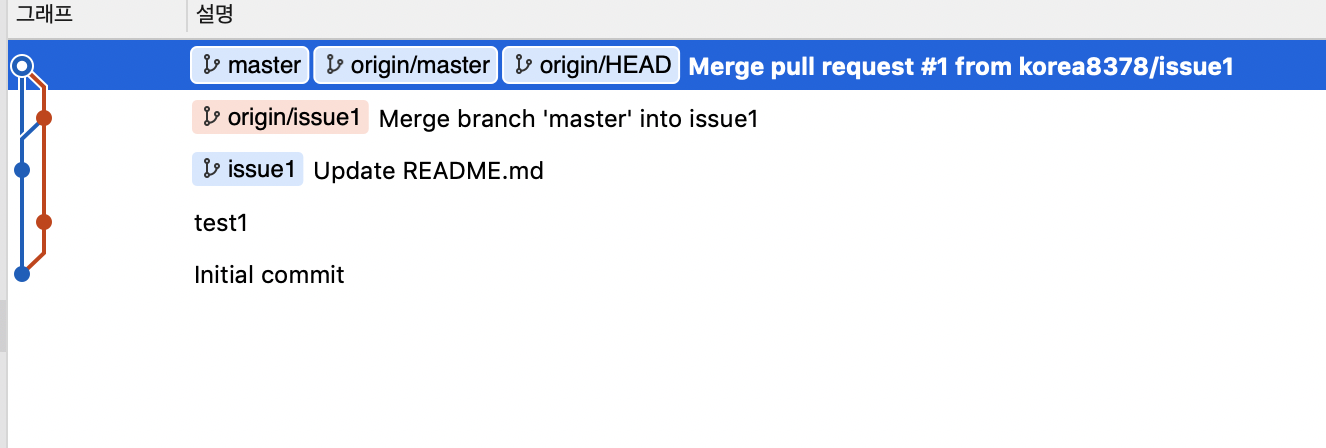 그래프 설명
master origin/master origin/HEAD Merge pull request #1 from korea8378/issue1
origin/issue1 Merge branch 'master' into issue1
issue1 Update README.md
test1
Initial commit